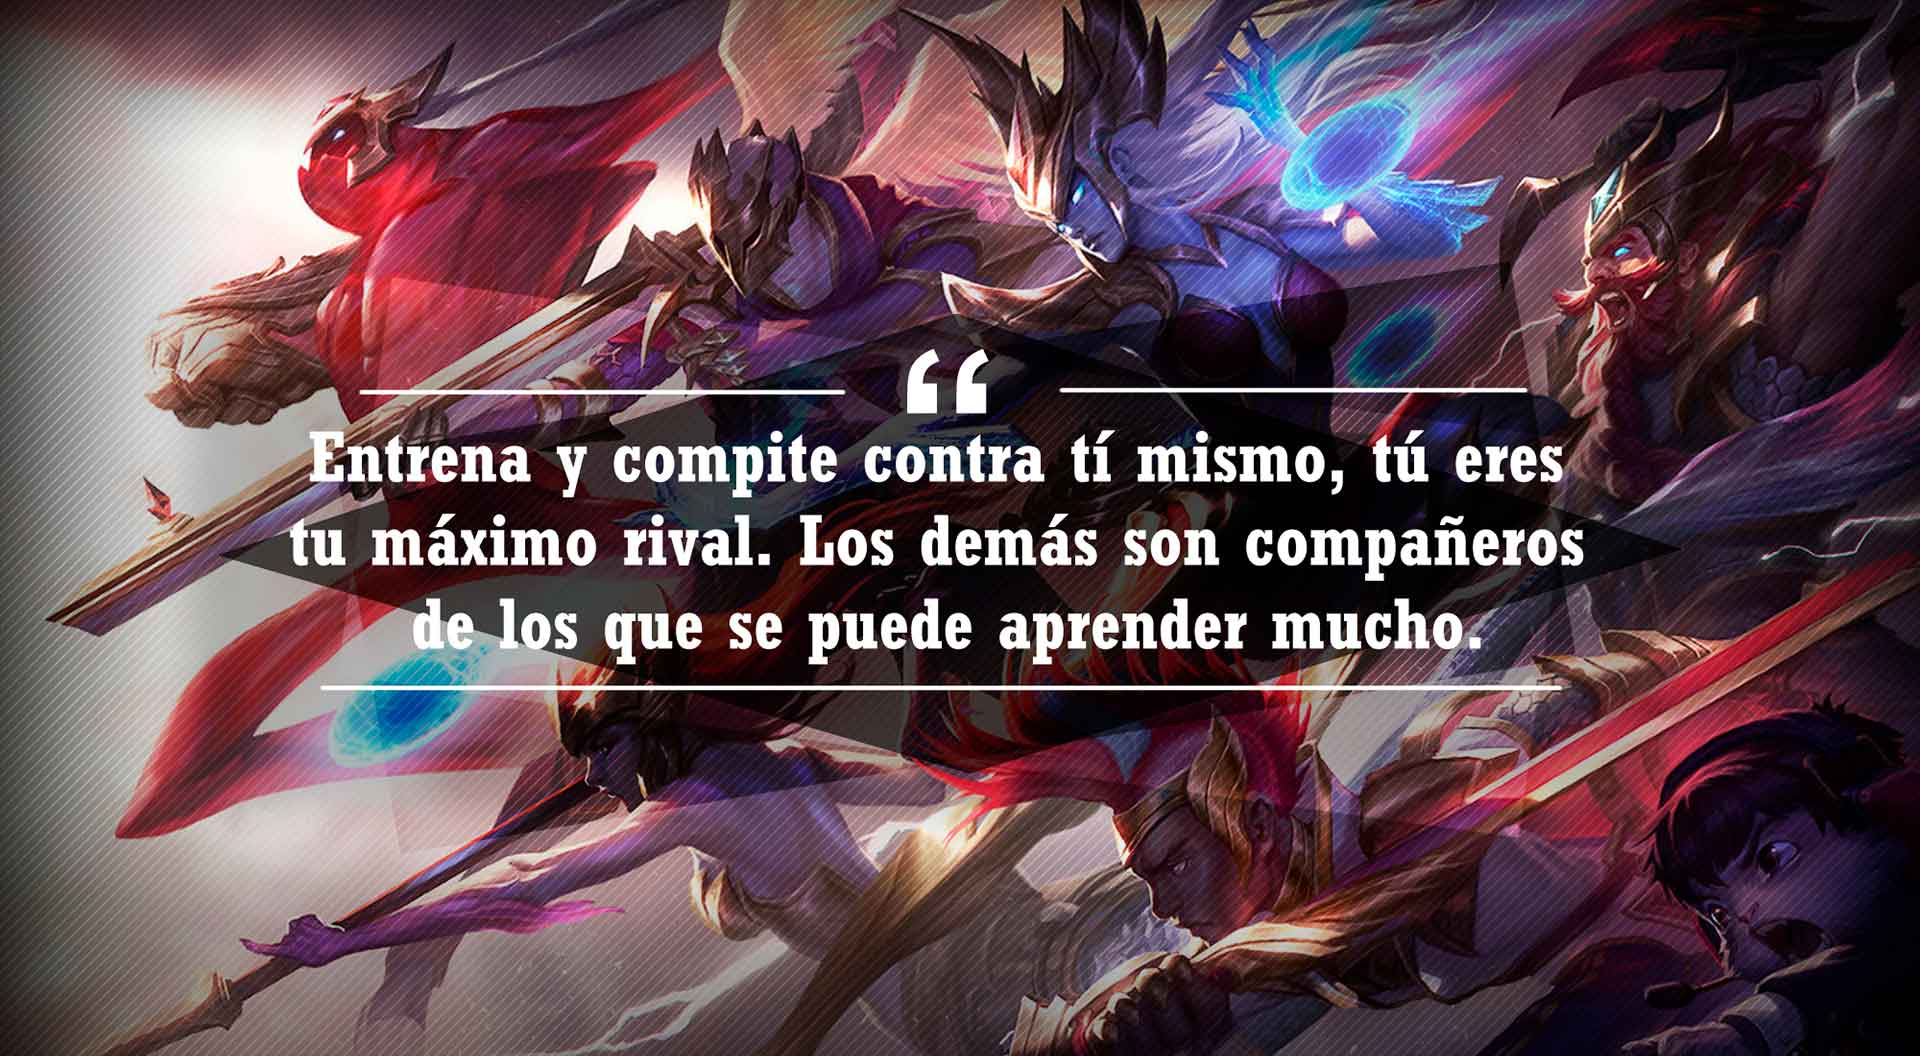 “
Entrena y compite contra tí mismo, tú eres
tu máximo rival. Los demás son compañeros
de los que se puede aprender mucho.